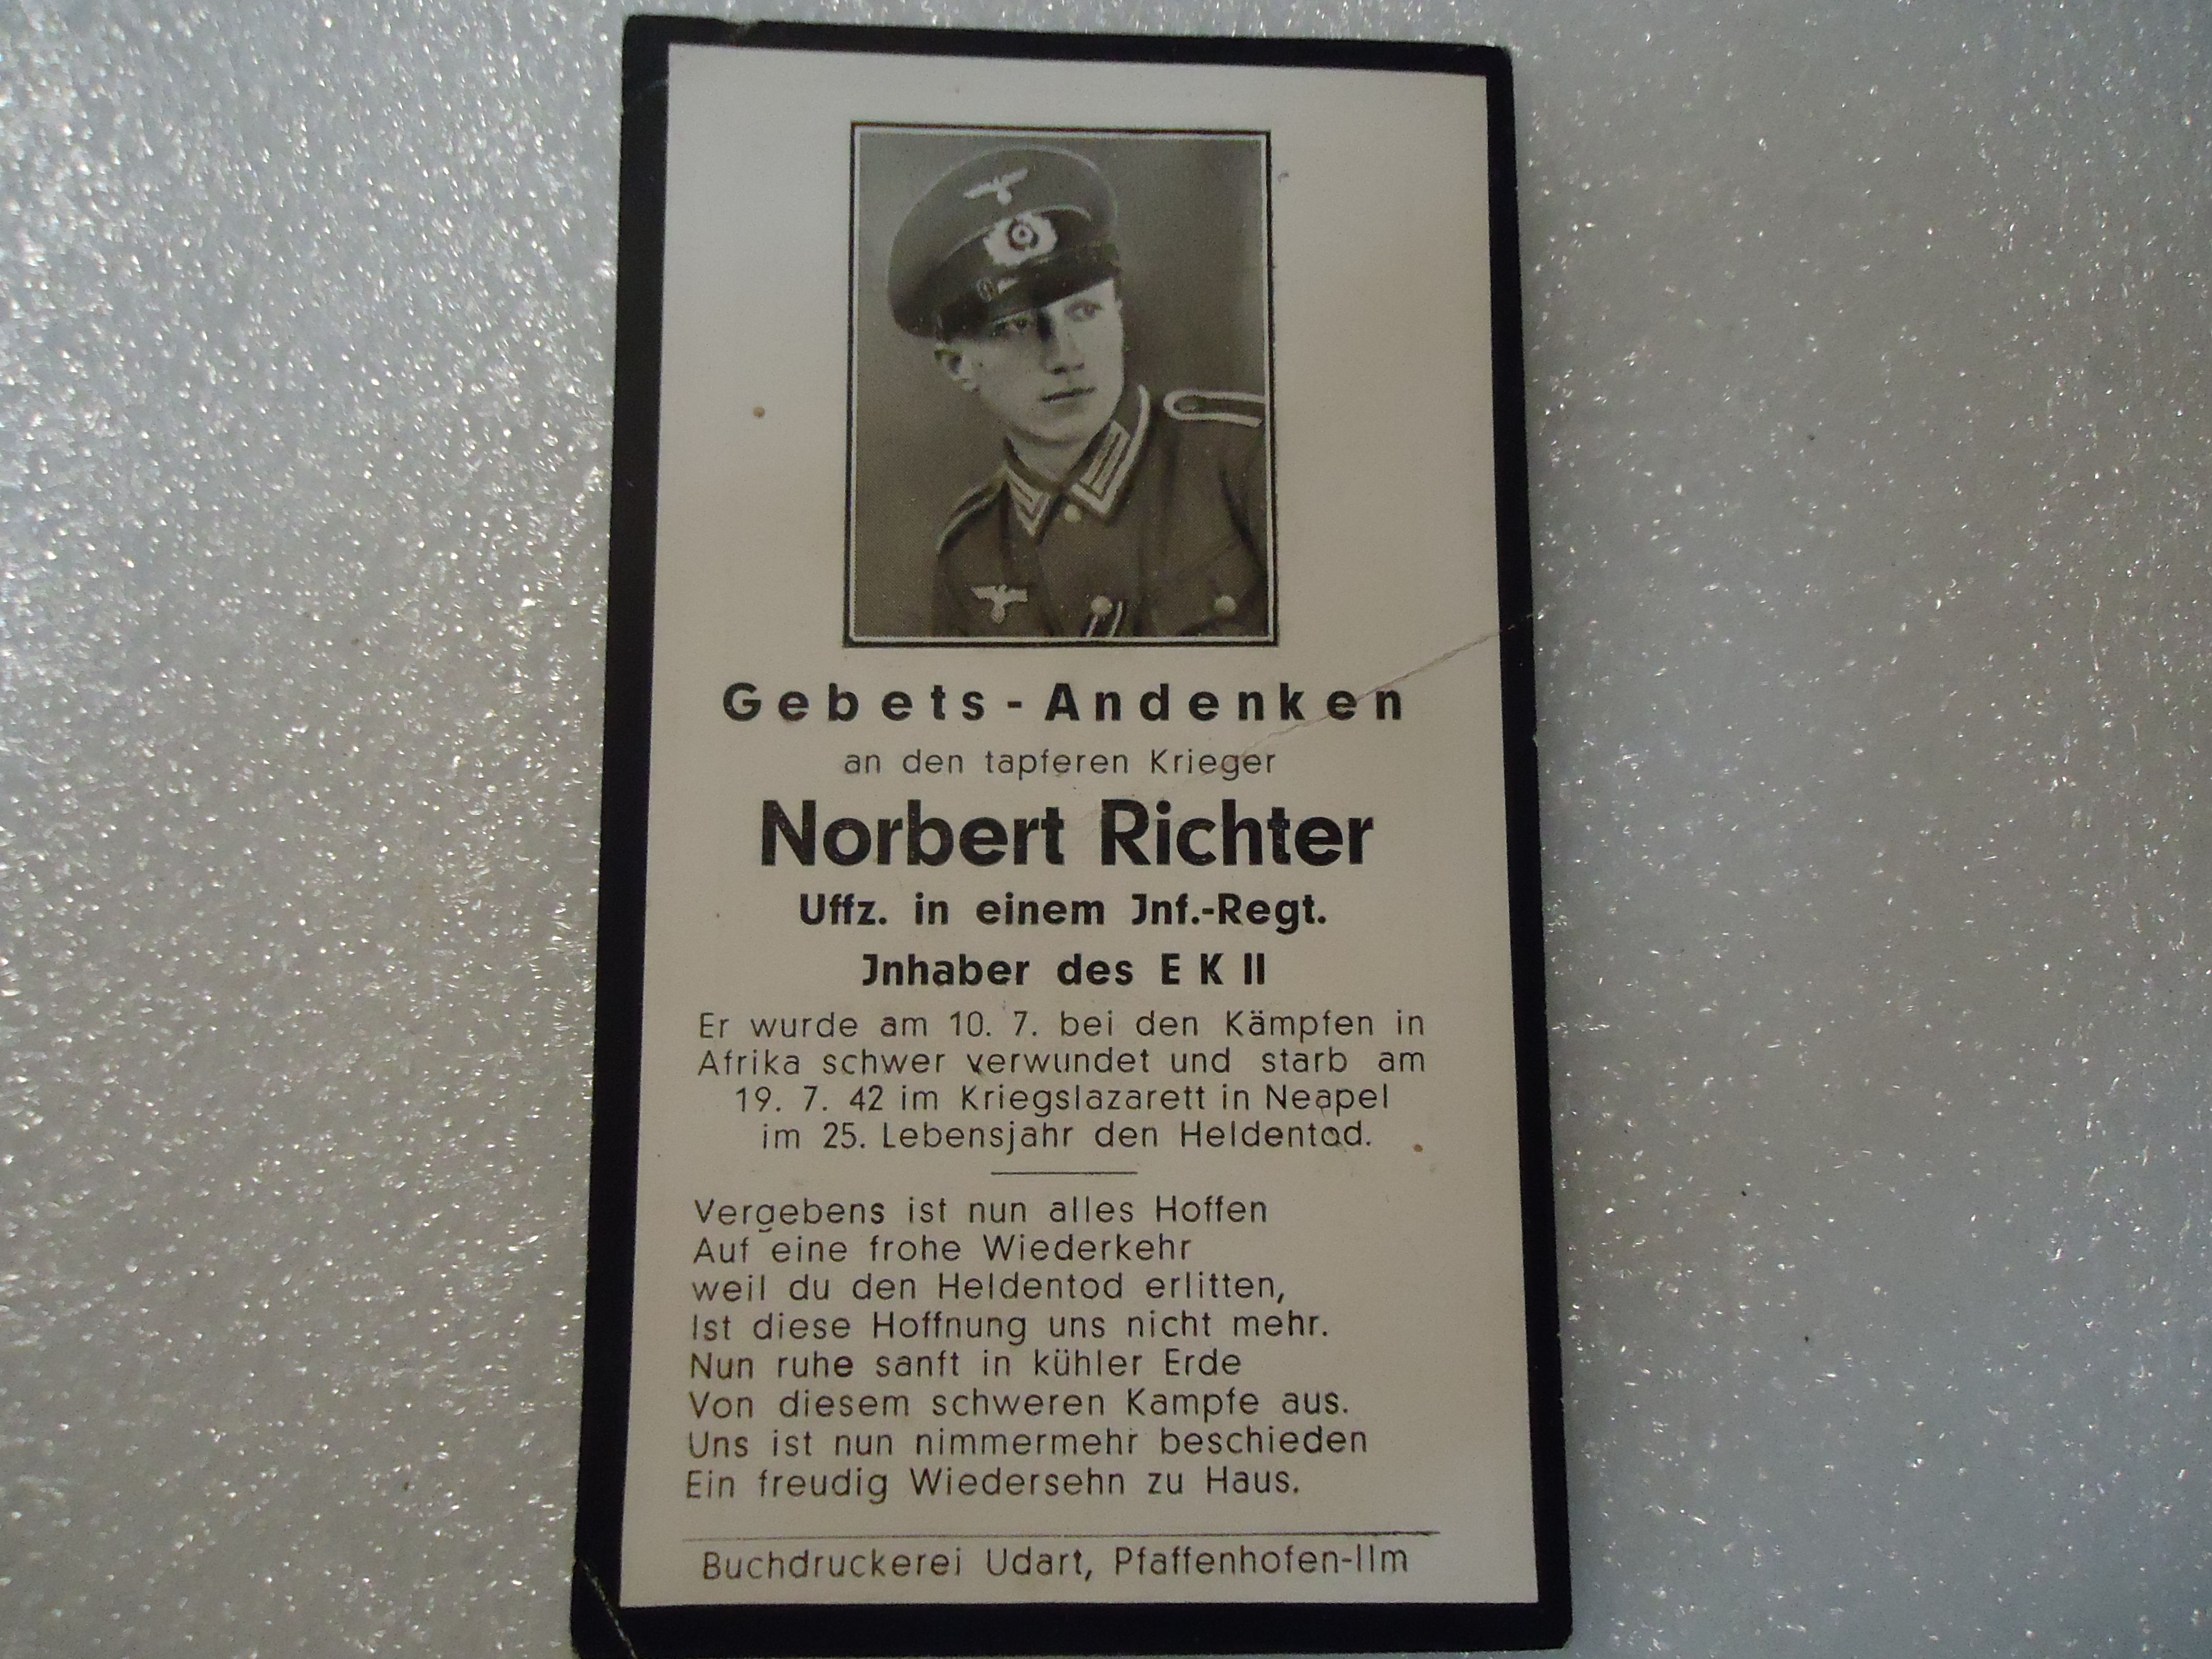 Gebets-Andenken
an den tapferen Krieger
Norbert Richter
Uffz. in einem Jnf.-Regt.
Jnhaber des E K II
Er wurde am 10. 7. bei den Kämpfen in
Afrika schwer verwundet und starb am
19. 7. 42 im Kriegslazarett in Neapel
im 25. Lebensjahr den Heldentod.
Vergebens ist nun alles Hoffen
Auf eine frohe Wiederkehr
weil du den Heldentod erlitten,
Ist diese Hoffnung uns nicht mehr.
Nun ruhe sanft in kühler Erde
Von diesem schweren Kampfe aus.
Uns ist nun nimmermehr beschieden
Ein freudig Wiedersehn zu Haus.
Buchdruckerei Udart, Pfaffenhofen-Ilm